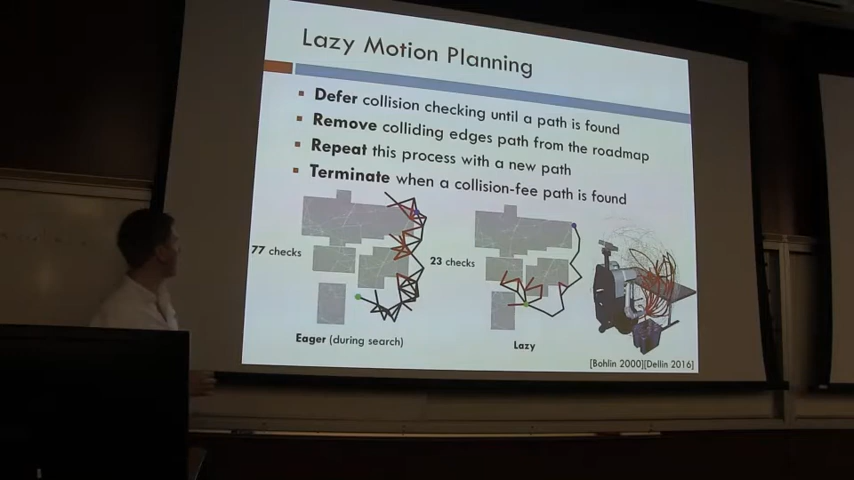 Lazy Motion Planning
Defer collision checking until a path is found
Remove colliding edges path from the roadmap
Repeat this process with a new path
Terminate when a collision-fee path is found
77 checks
23 checks
Eager (during search)
Lazy
[Bohlin 2000][Dellin 2016]